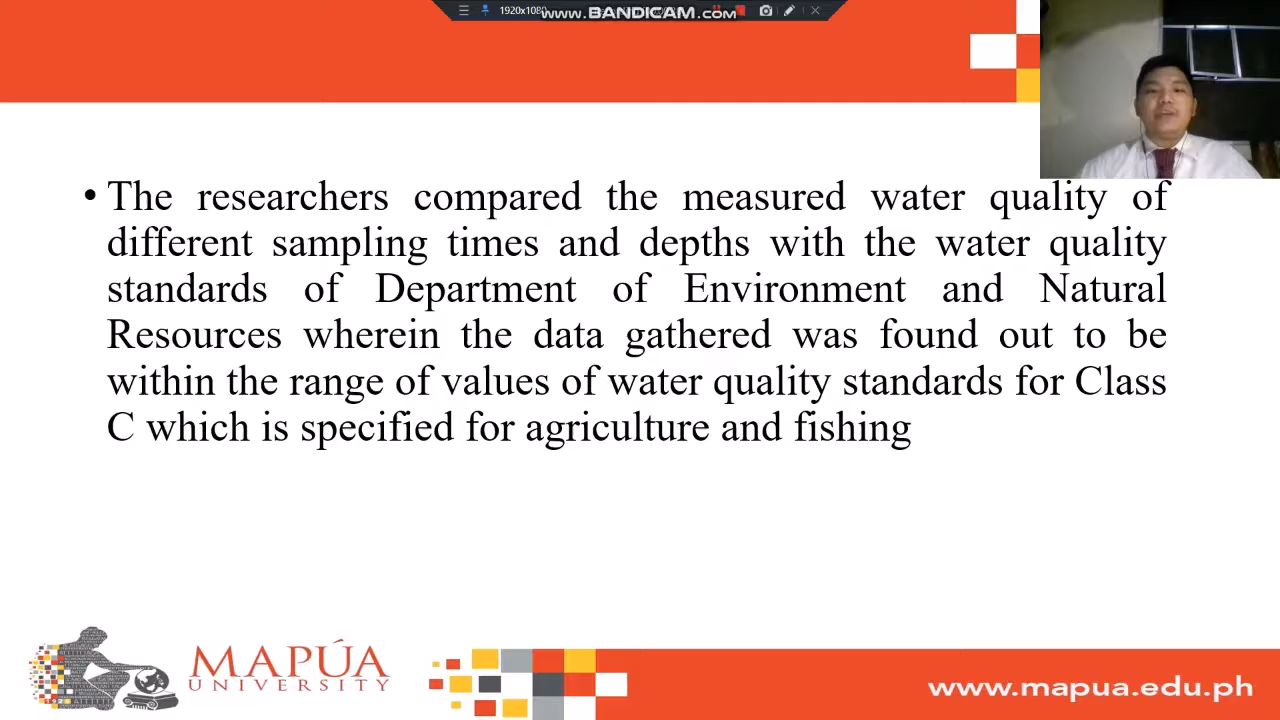 1920x1080
www.BANDICAM.com
• The researchers compared the measured water quality of
different sampling times and depths with the water quality
standards of Department of Environment and Natural
Resources wherein the data gathered was found out to be
within the range of values of water quality standards for Class
C which is specified for agriculture and fishing
MAPÚA
UNIVERSITY
www.mapua.edu.ph